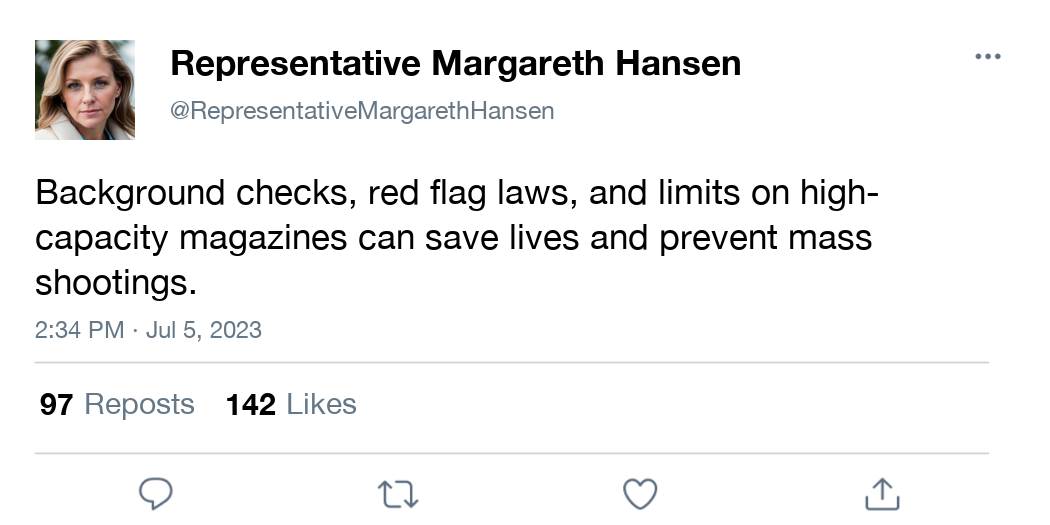 Representative Margareth Hansen
@RepresentativeMargarethHansen
Background checks, red flag laws, and limits on high-
capacity magazines can save lives and prevent mass
shootings.
2:34 PM · Jul 5, 2023
97 Reposts 142 Likes